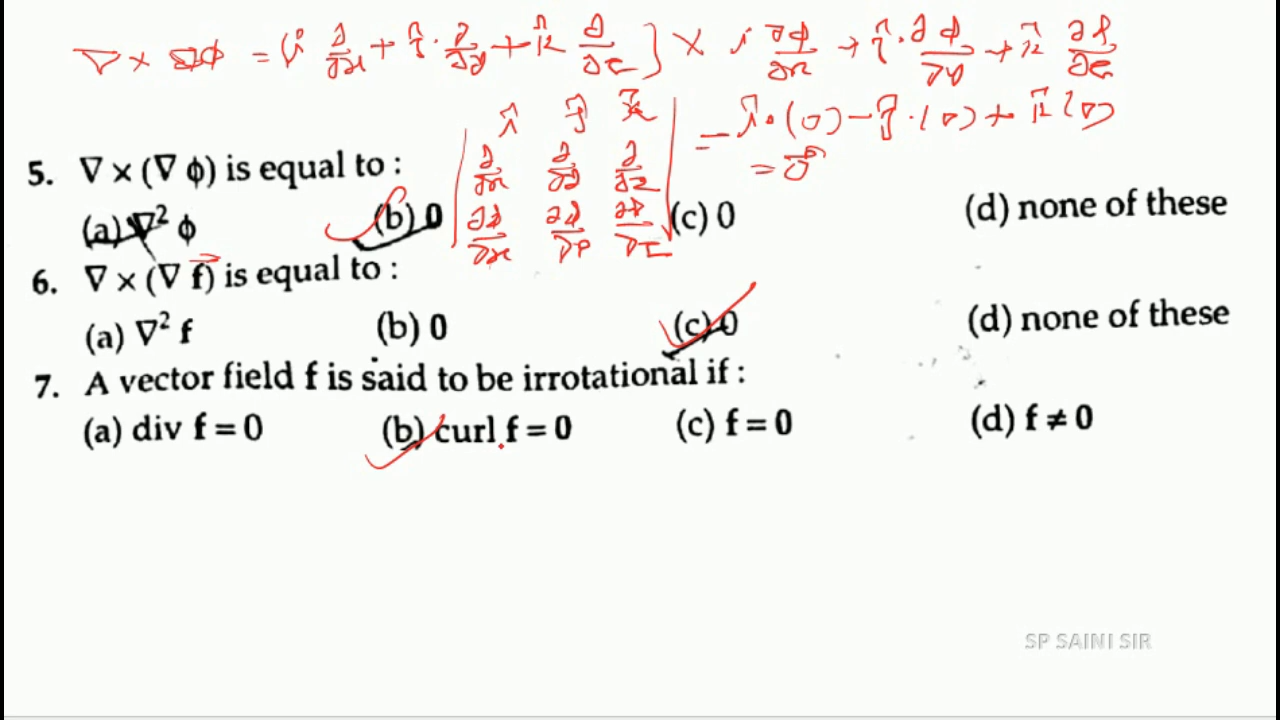 ∇ × ∇ϕ = (î ∂/∂x + ĵ · ∂/∂y + k̂ ∂/∂z) × î ∂ϕ/∂x + ĵ · ∂ϕ/∂y + k̂ ∂ϕ/∂z
î ĵ k̂
= î · (0) − ĵ · (0) + k̂ (0)
∂/∂x ∂/∂y ∂/∂z
= 0⃗
5. ∇ × (∇ ϕ) is equal to :
∂ϕ/∂x ∂ϕ/∂y ∂ϕ/∂z
(a) ∇² ϕ (b) 0 (c) 0 (d) none of these
6. ∇ × (∇ f) is equal to :
(a) ∇² f (b) 0 (c) 0 (d) none of these
7. A vector field f is said to be irrotational if :
(a) div f = 0 (b) curl f = 0 (c) f = 0 (d) f ≠ 0
SP SAINI SIR